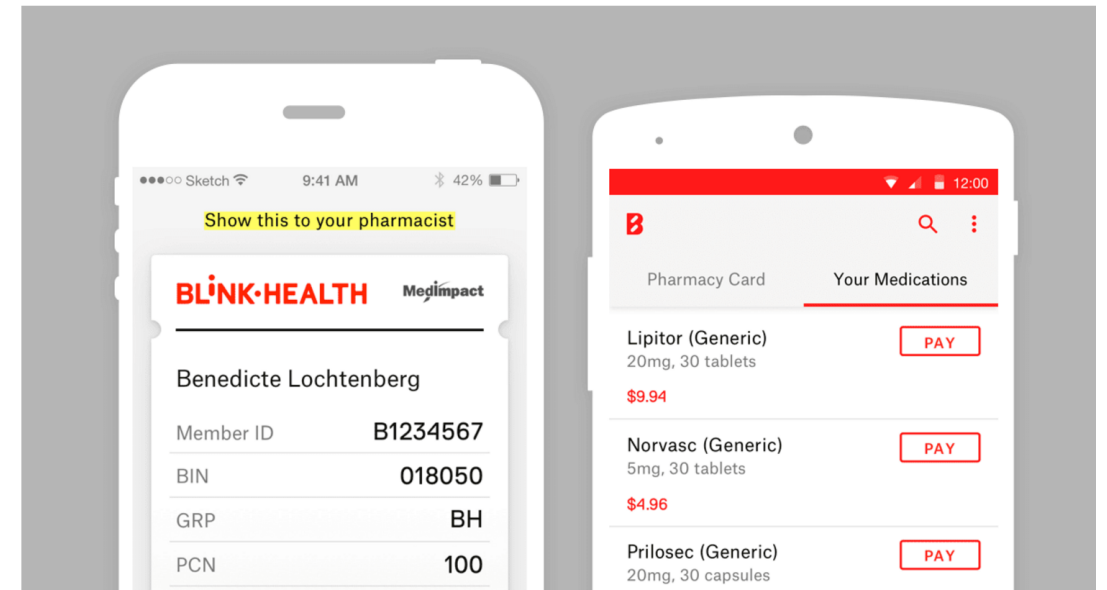 Sketch 9:41 AM 42%
Show this to your pharmacist
BLINK·HEALTH Medimpact
Benedicte Lochtenberg
Member ID B1234567
BIN 018050
GRP BH
PCN 100
12:00
B
Pharmacy Card Your Medications
Lipitor (Generic) PAY
20mg, 30 tablets
$9.94
Norvasc (Generic) PAY
5mg, 30 tablets
$4.96
Prilosec (Generic) PAY
20mg, 30 capsules